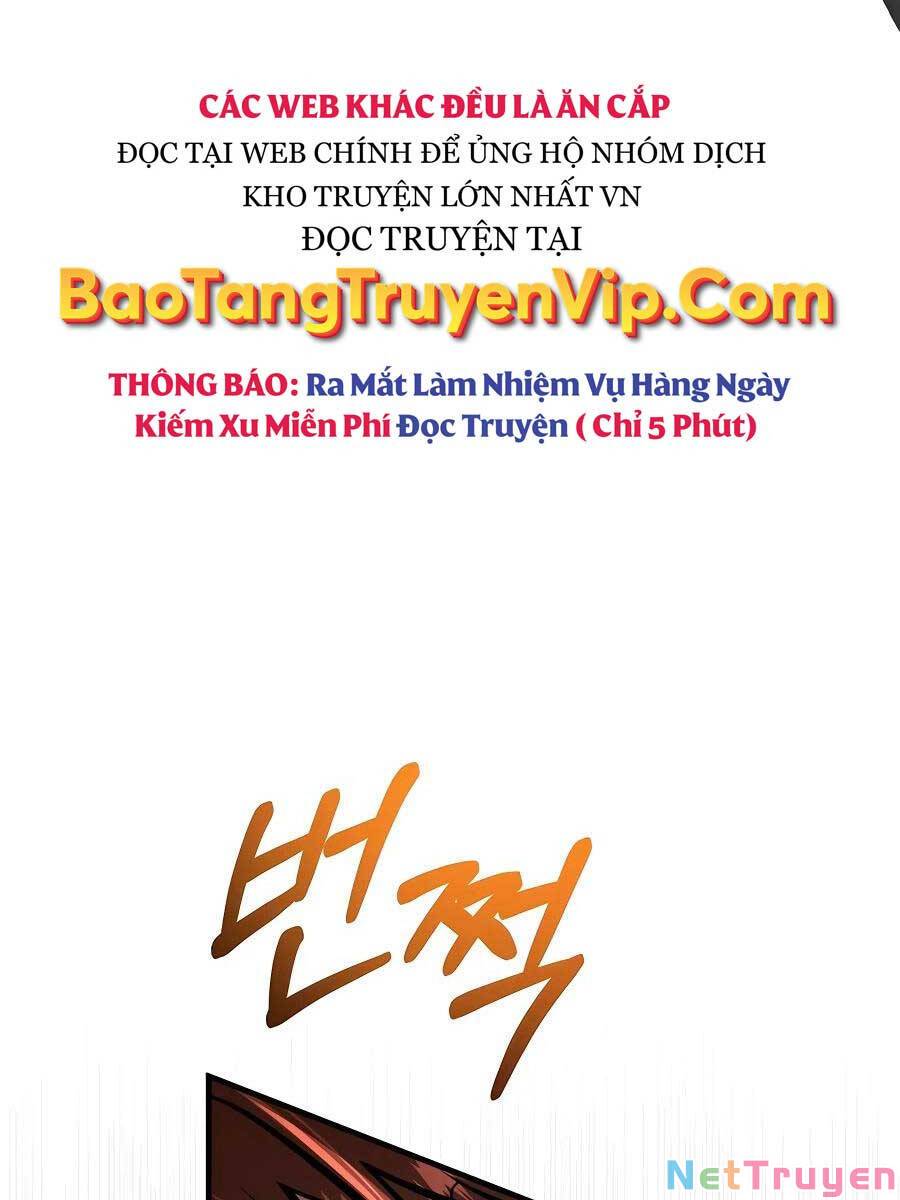 CÁC WEB KHÁC ĐỀU LÀ ĂN CẮP
ĐỌC TẠI WEB CHÍNH ĐỂ ỦNG HỘ NHÓM DỊCH
KHO TRUYỆN LỚN NHẤT VN
ĐỌC TRUYỆN TẠI
BaoTangTruyenVip.Com
THÔNG BÁO: Ra Mắt Làm Nhiệm Vụ Hàng Ngày
Kiếm Xu Miễn Phí Đọc Truyện ( Chỉ 5 Phút)
번쩍
NetTruyen